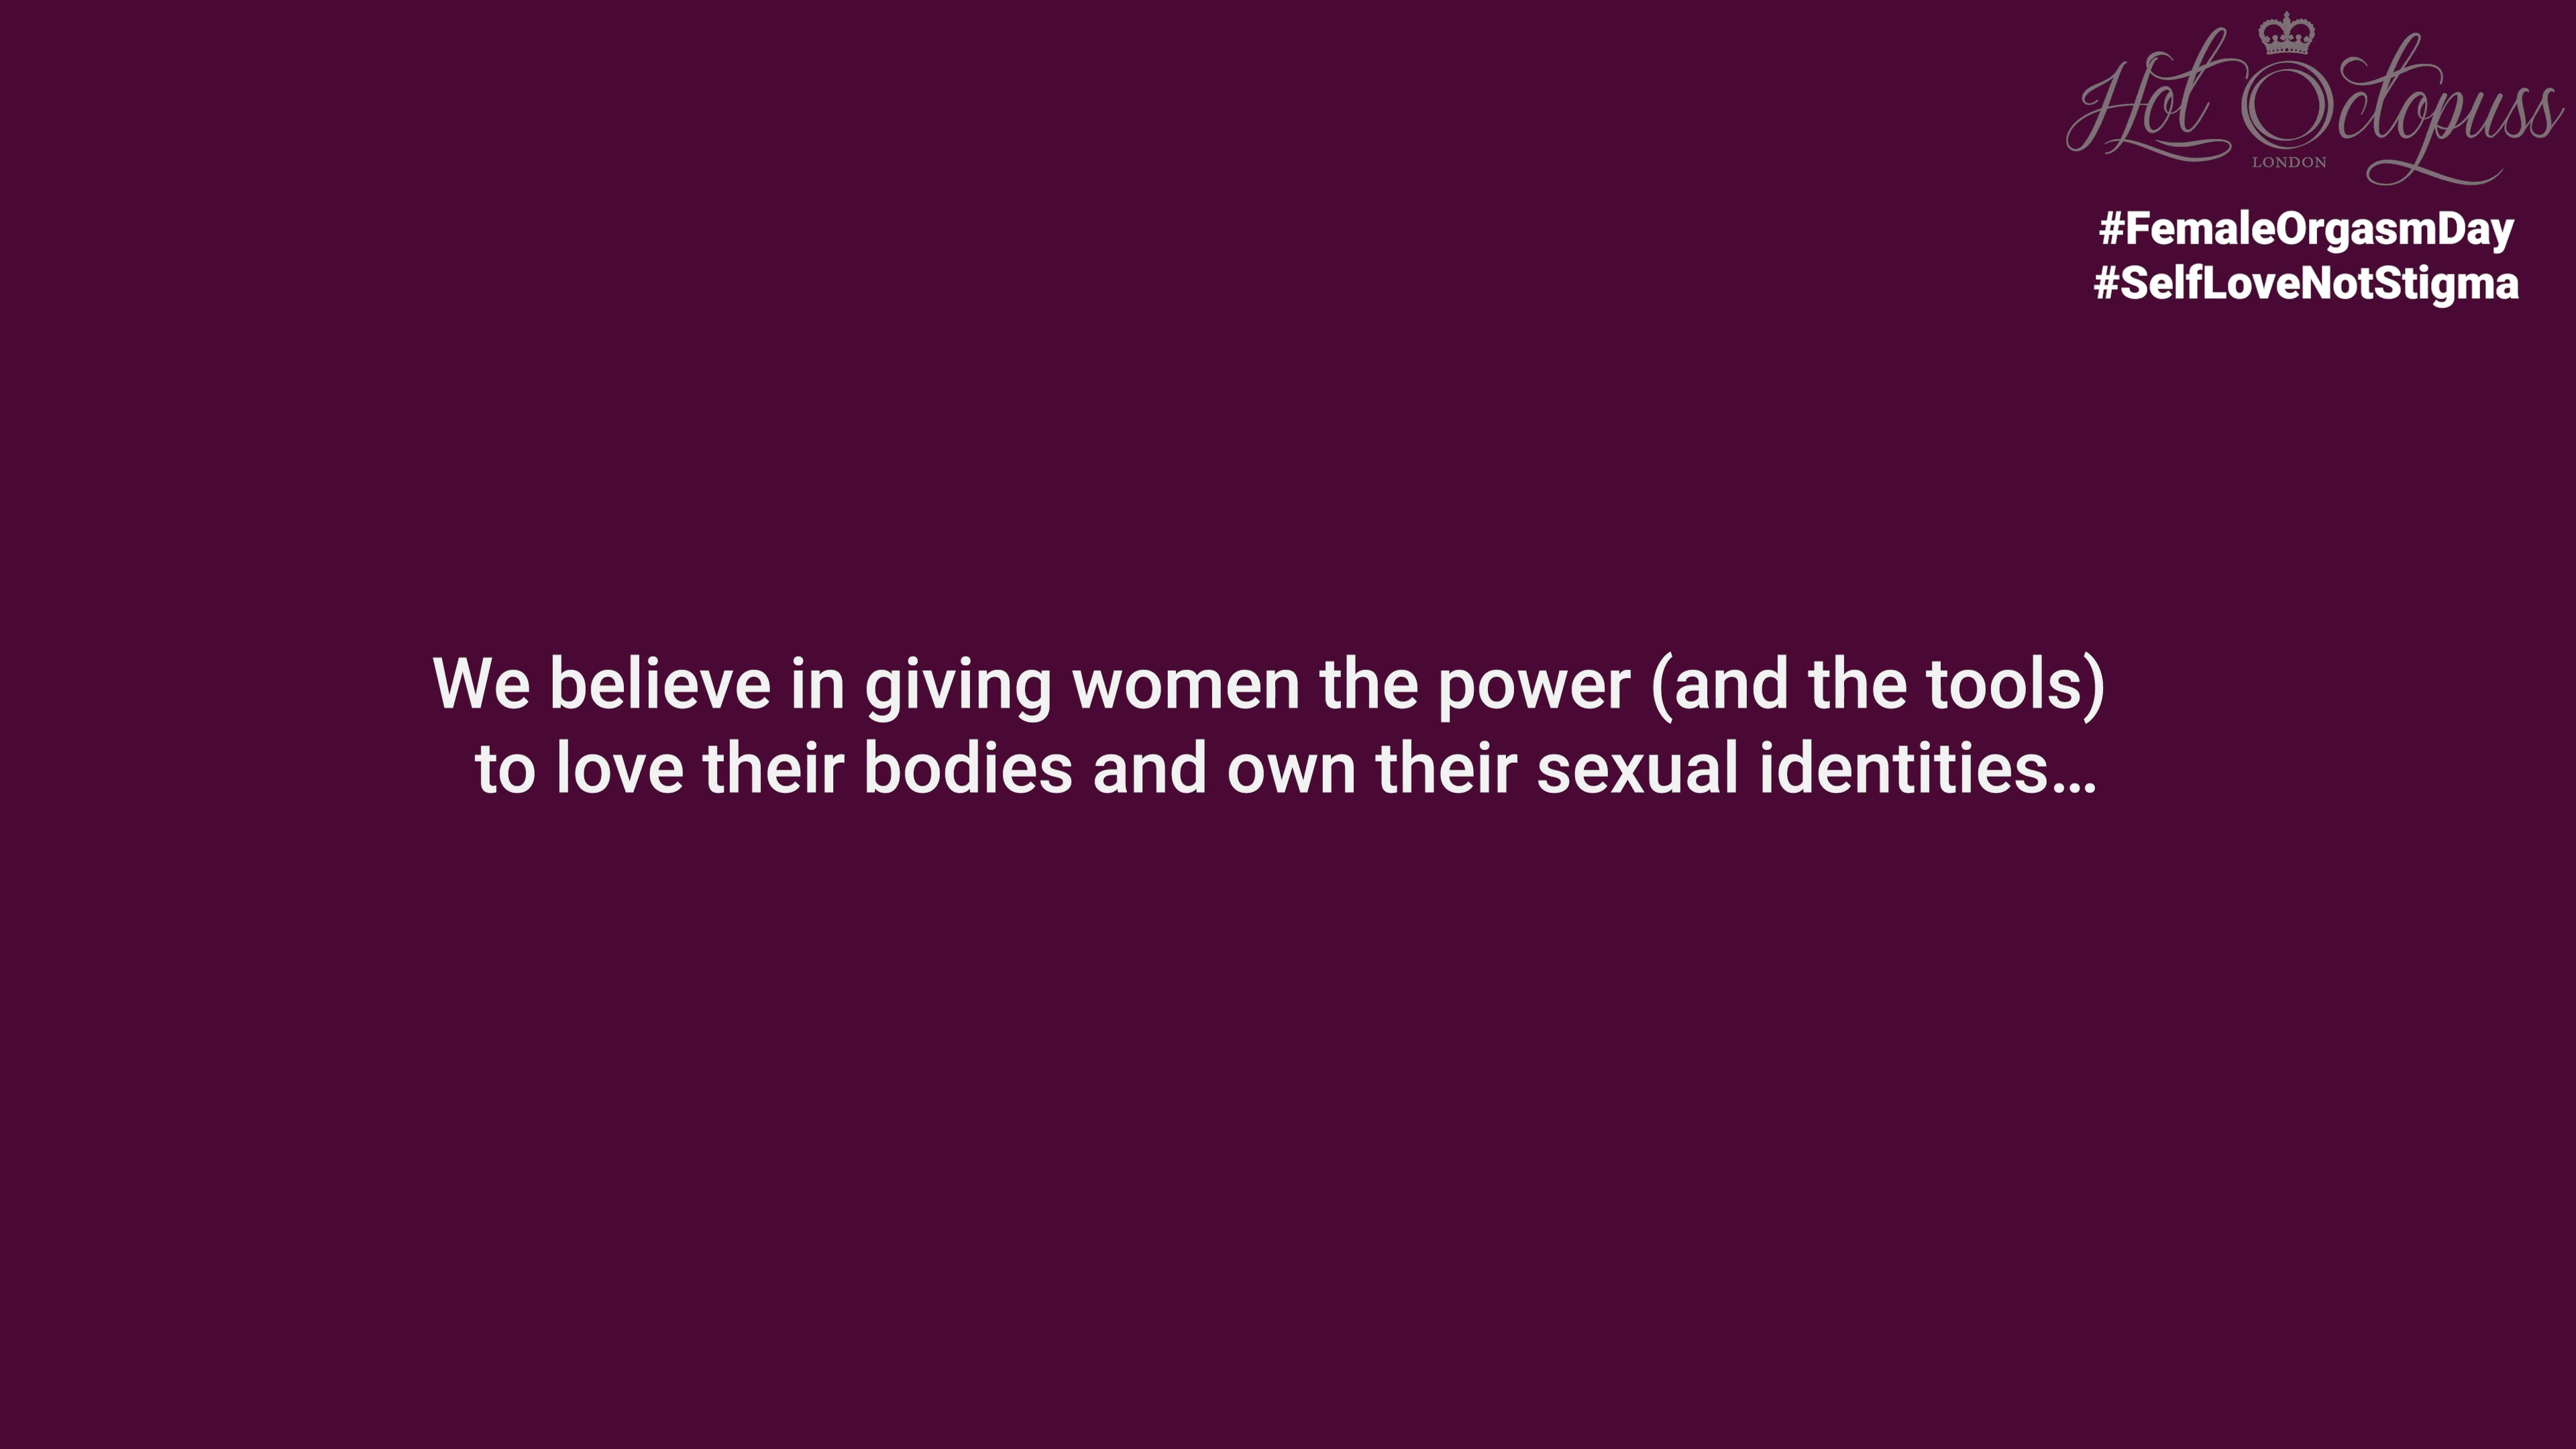 Hot Octopuss
LONDON
#FemaleOrgasmDay
#SelfLoveNotStigma
We believe in giving women the power (and the tools)
to love their bodies and own their sexual identities…